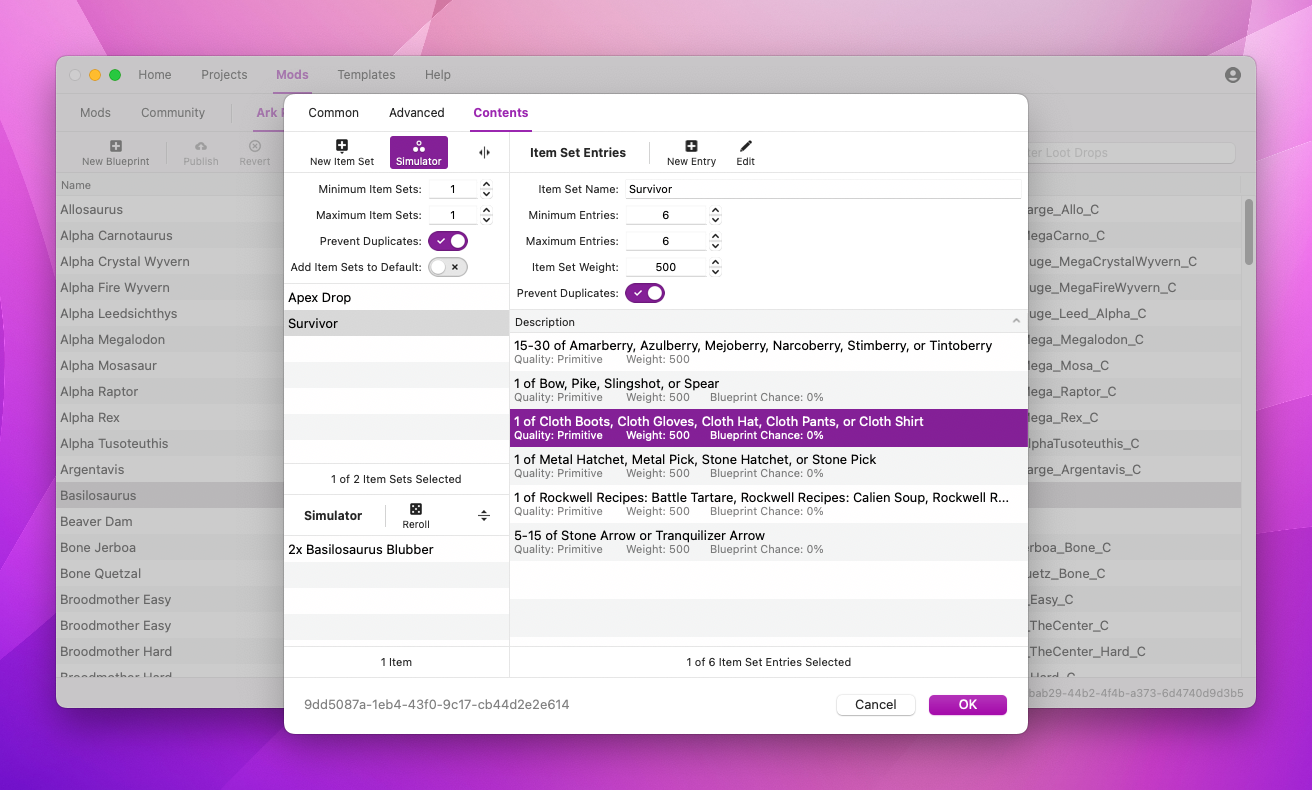 Home Projects Mods Templates Help
Mods Community Ark
New Blueprint Publish Revert
Loot Drops
Name
Allosaurus
Alpha Carnotaurus
Alpha Crystal Wyvern
Alpha Fire Wyvern
Alpha Leedsichthys
Alpha Megalodon
Alpha Mosasaur
Alpha Raptor
Alpha Rex
Alpha Tusoteuthis
Argentavis
Basilosaurus
Beaver Dam
Bone Jerboa
Bone Quetzal
Broodmother Easy
Broodmother Easy
Broodmother Hard
Broodmother Hard
Common Advanced Contents
New Item Set Simulator
Minimum Item Sets: 1
Maximum Item Sets: 1
Prevent Duplicates:
Add Item Sets to Default:
Apex Drop
Survivor
1 of 2 Item Sets Selected
Simulator Reroll
2x Basilosaurus Blubber
1 Item
Item Set Entries New Entry Edit
Item Set Name: Survivor
Minimum Entries: 6
Maximum Entries: 6
Item Set Weight: 500
Prevent Duplicates:
Description
15-30 of Amarberry, Azulberry, Mejoberry, Narcoberry, Stimberry, or Tintoberry
Quality: Primitive Weight: 500
1 of Bow, Pike, Slingshot, or Spear
Quality: Primitive Weight: 500 Blueprint Chance: 0%
1 of Cloth Boots, Cloth Gloves, Cloth Hat, Cloth Pants, or Cloth Shirt
Quality: Primitive Weight: 500 Blueprint Chance: 0%
1 of Metal Hatchet, Metal Pick, Stone Hatchet, or Stone Pick
Quality: Primitive Weight: 500 Blueprint Chance: 0%
1 of Rockwell Recipes: Battle Tartare, Rockwell Recipes: Calien Soup, Rockwell R...
Quality: Primitive Weight: 500 Blueprint Chance: 0%
5-15 of Stone Arrow or Tranquilizer Arrow
Quality: Primitive Weight: 500 Blueprint Chance: 0%
1 of 6 Item Set Entries Selected
9dd5087a-1eb4-43f0-9c17-cb44d2e2e614
Cancel OK
arge_Allo_C
egaCarno_C
uge_MegaCrystalWyvern_C
uge_MegaFireWyvern_C
uge_Leed_Alpha_C
ega_Megalodon_C
ega_Mosa_C
ega_Raptor_C
ega_Rex_C
lphaTusoteuthis_C
arge_Argentavis_C
erboa_Bone_C
uetz_Bone_C
_Easy_C
_TheCenter_C
_TheCenter_Hard_C
_Hard_C
bab29-44b2-4f4b-a373-6d4740d9d3b5